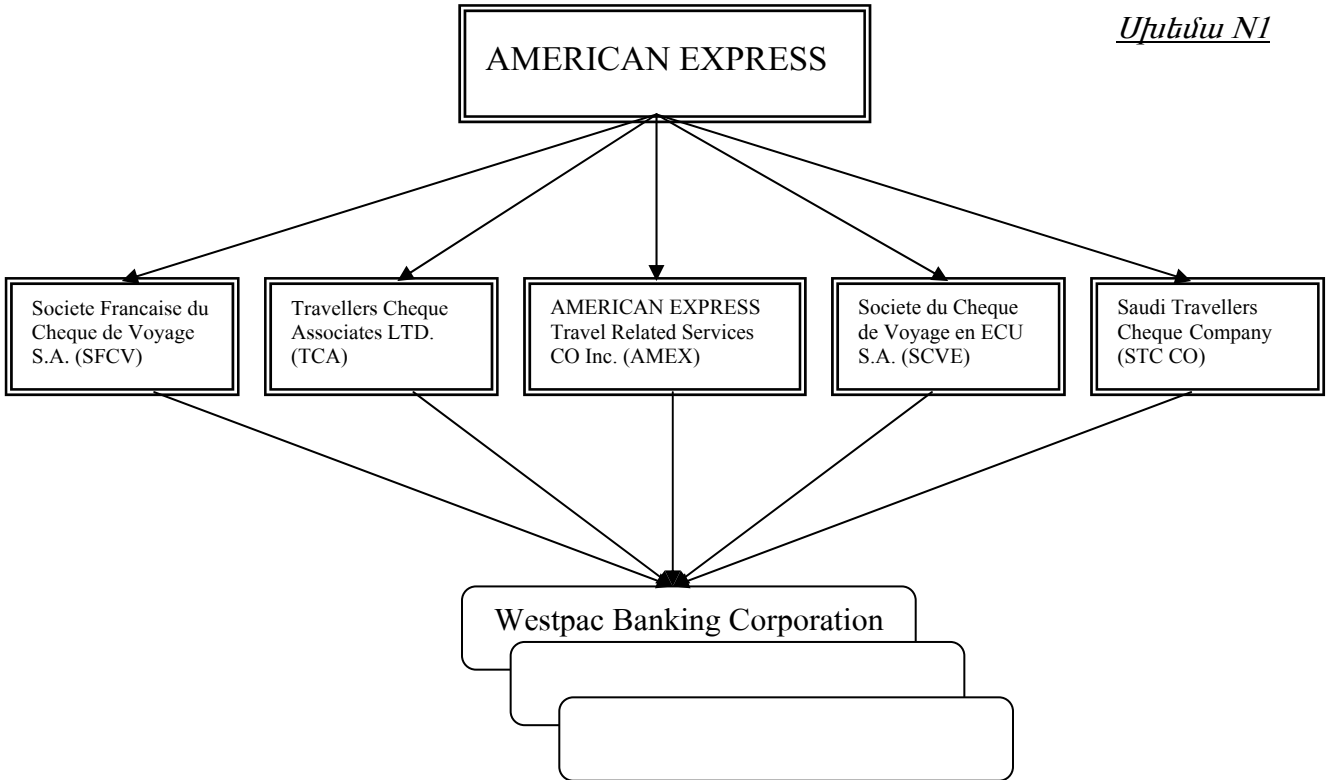 Սխեմա N1
AMERICAN EXPRESS
Societe Francaise du
Cheque de Voyage
S.A. (SFCV)
Travellers Cheque
Associates LTD.
(TCA)
AMERICAN EXPRESS
Travel Related Services
CO Inc. (AMEX)
Societe du Cheque
de Voyage en ECU
S.A. (SCVE)
Saudi Travellers
Cheque Company
(STC CO)
Westpac Banking Corporation